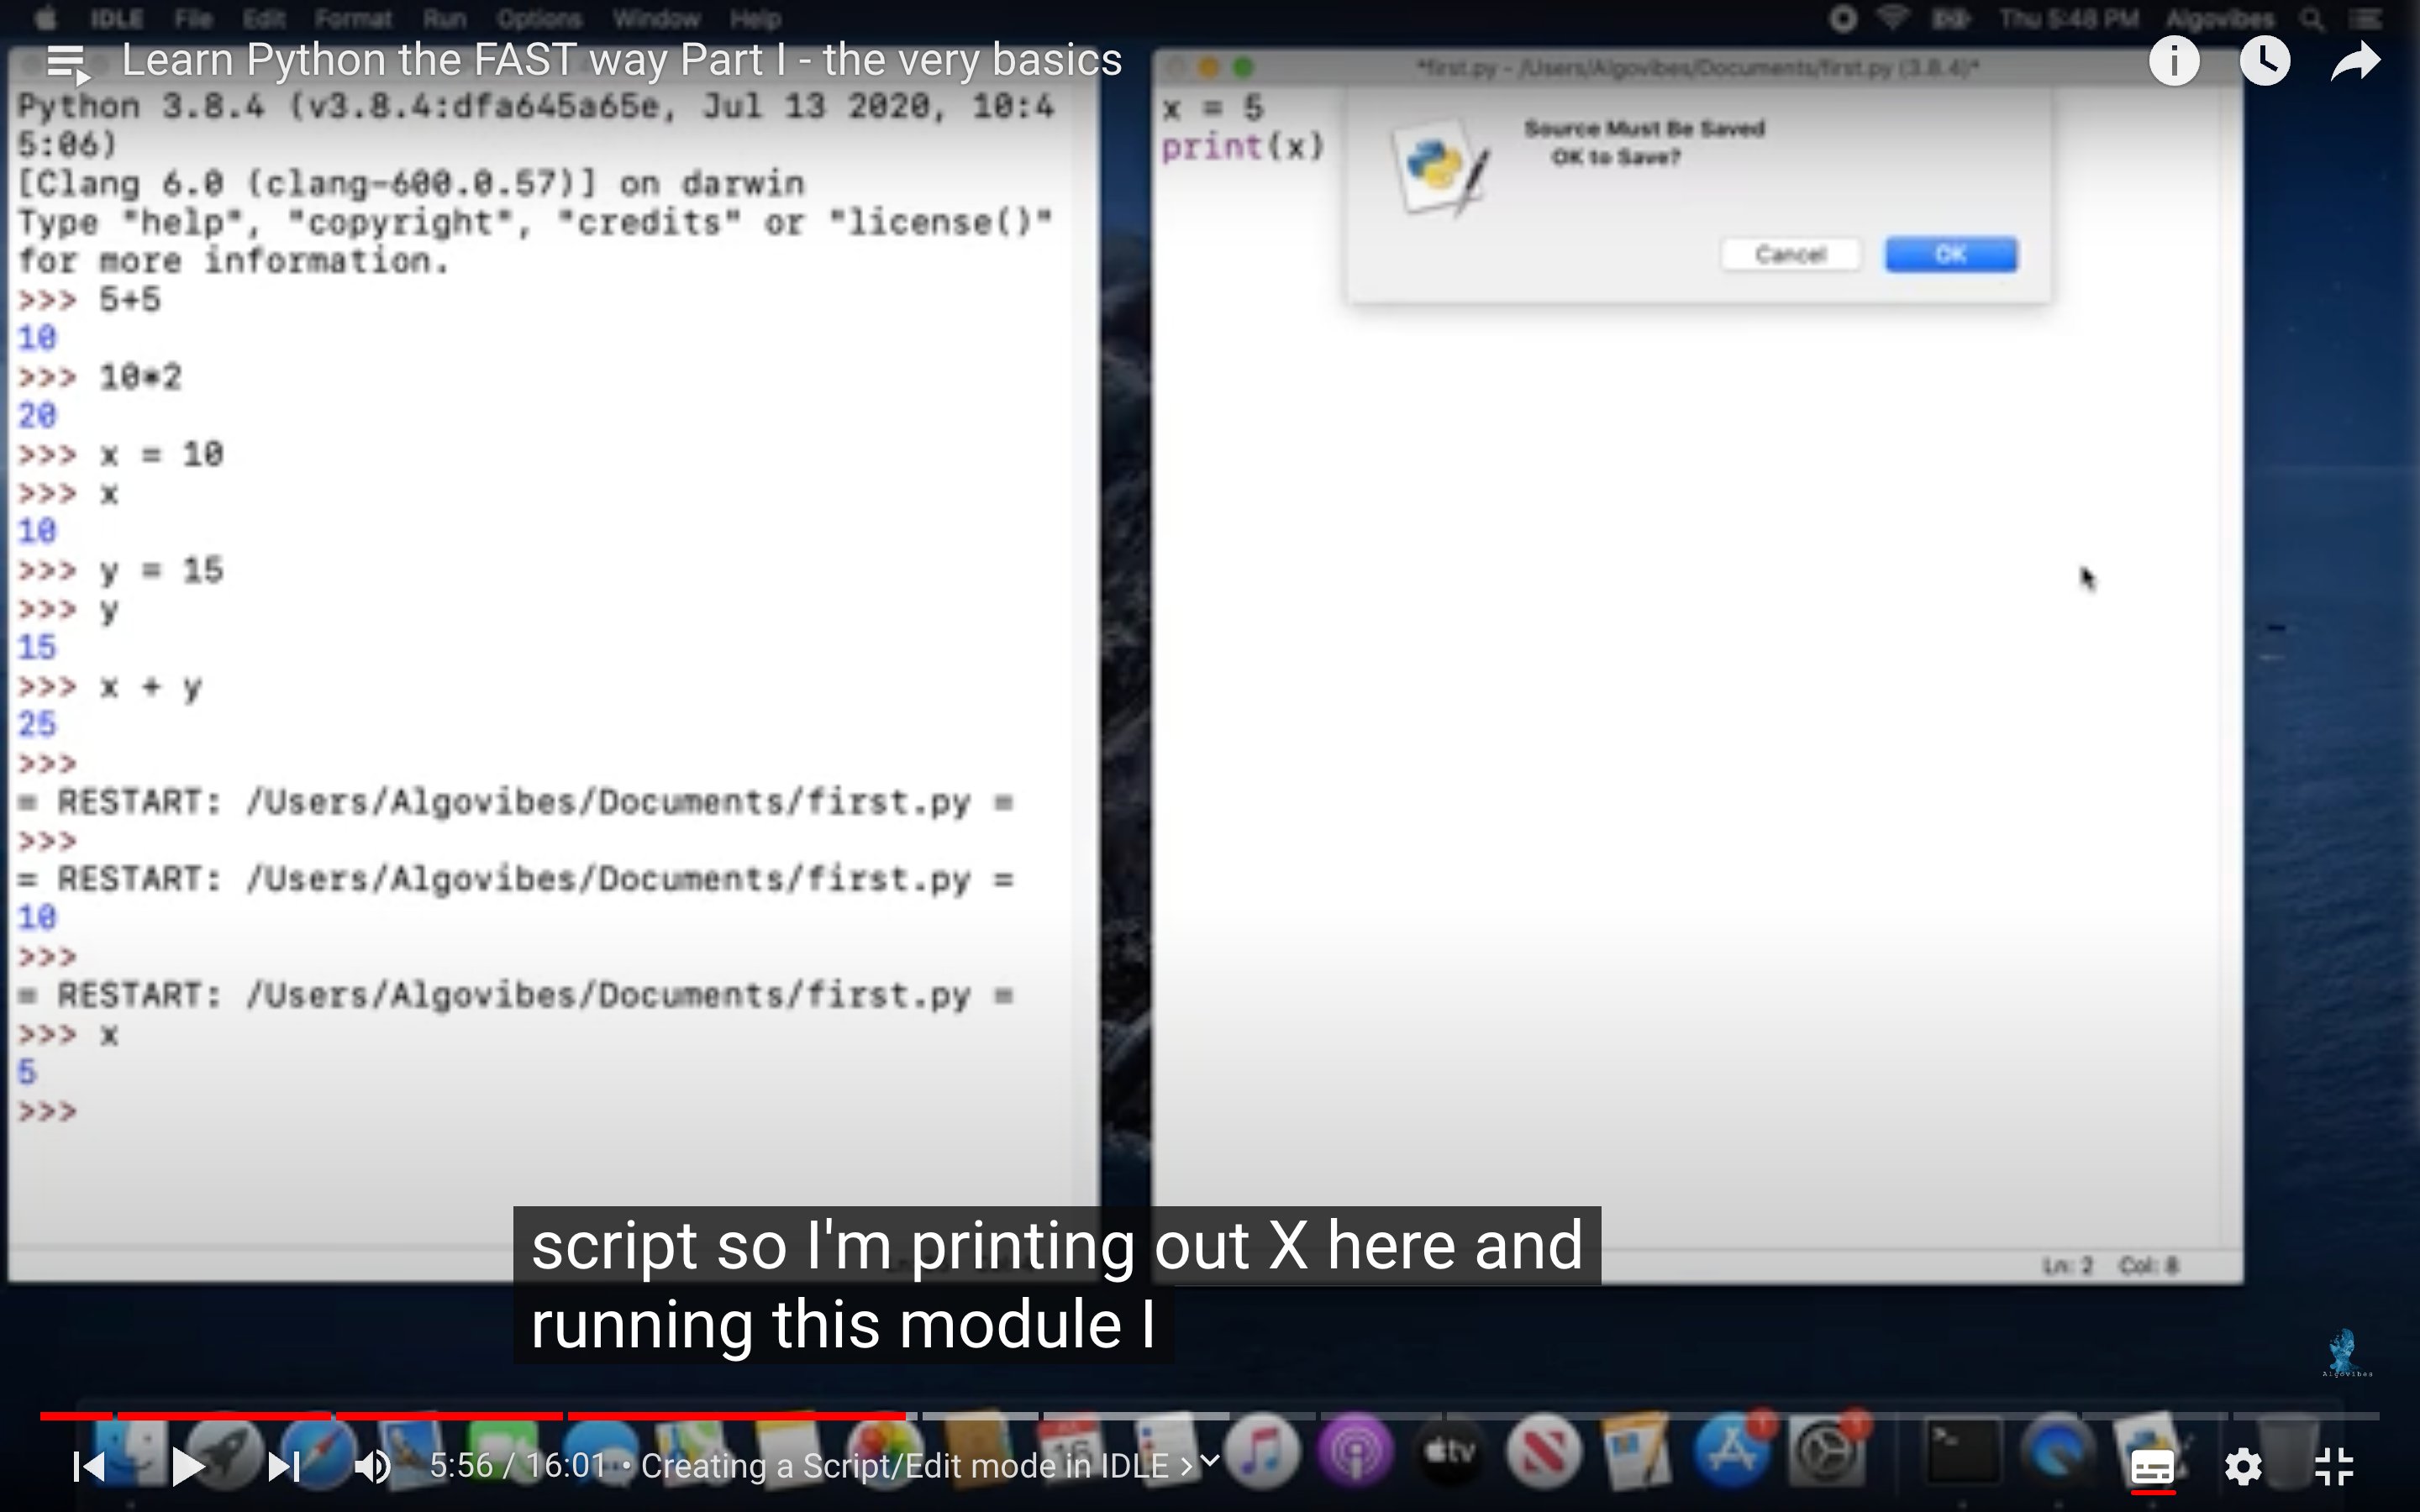 IDLE File Edit Format Run Options Window Help Thu 5:48 PM Algovibes
Learn Python the FAST way Part I - the very basics
Python 3.8.4 (v3.8.4:dfa645a65e, Jul 13 2020, 10:4
5:06)
[Clang 6.0 (clang-600.0.57)] on darwin
Type "help", "copyright", "credits" or "license()"
for more information.
>>> 5+5
10
>>> 10*2
20
>>> x = 10
>>> x
10
>>> y = 15
>>> y
15
>>> x + y
25
>>>
= RESTART: /Users/Algovibes/Documents/first.py =
>>>
= RESTART: /Users/Algovibes/Documents/first.py =
10
>>>
= RESTART: /Users/Algovibes/Documents/first.py =
>>> x
5
>>>
*first.py - /Users/Algovibes/Documents/first.py (3.8.4)*
x = 5
print(x)
Source Must Be Saved
OK to Save?
Cancel OK
Ln: 2 Col: 8
script so I'm printing out X here and
running this module I
Algovibes
5:56 / 16:01 • Creating a Script/Edit mode in IDLE >
tv